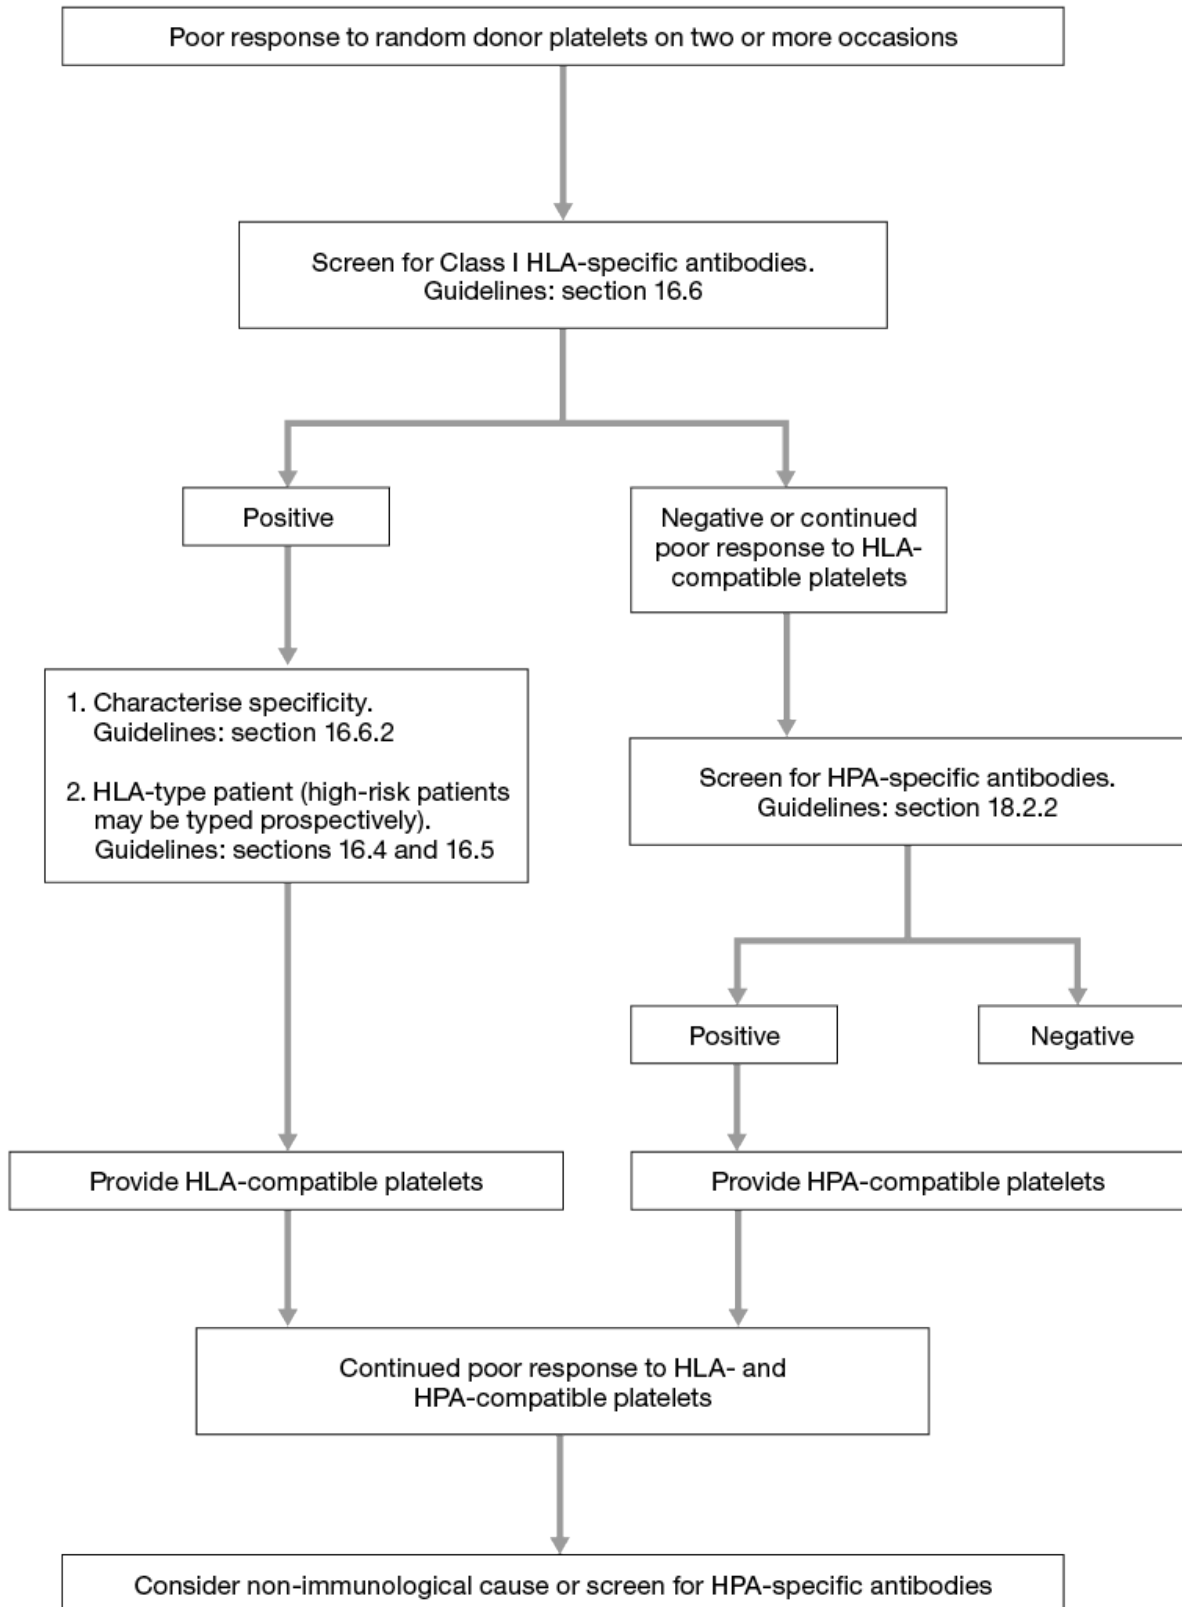 Poor response to random donor platelets on two or more occasions
Screen for Class I HLA-specific antibodies.
Guidelines: section 16.6
Positive
Negative or continued
poor response to HLA-
compatible platelets
1. Characterise specificity.
Guidelines: section 16.6.2
2. HLA-type patient (high-risk patients
may be typed prospectively).
Guidelines: sections 16.4 and 16.5
Screen for HPA-specific antibodies.
Guidelines: section 18.2.2
Positive
Negative
Provide HLA-compatible platelets
Provide HPA-compatible platelets
Continued poor response to HLA- and
HPA-compatible platelets
Consider non-immunological cause or screen for HPA-specific antibodies